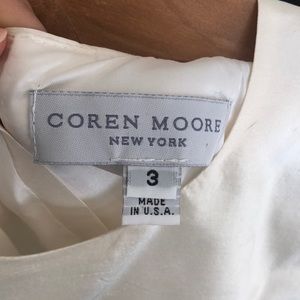 COREN MOORE
NEW YORK
3
MADE
IN U.S.A.